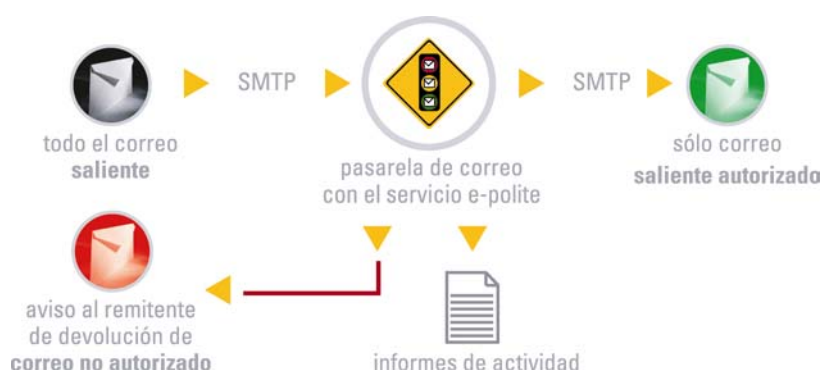 todo el correo
saliente
SMTP
pasarela de correo
con el servicio e-polite
SMTP
sólo correo
saliente autorizado
aviso al remitente
de devolución de
correo no autorizado
informes de actividad